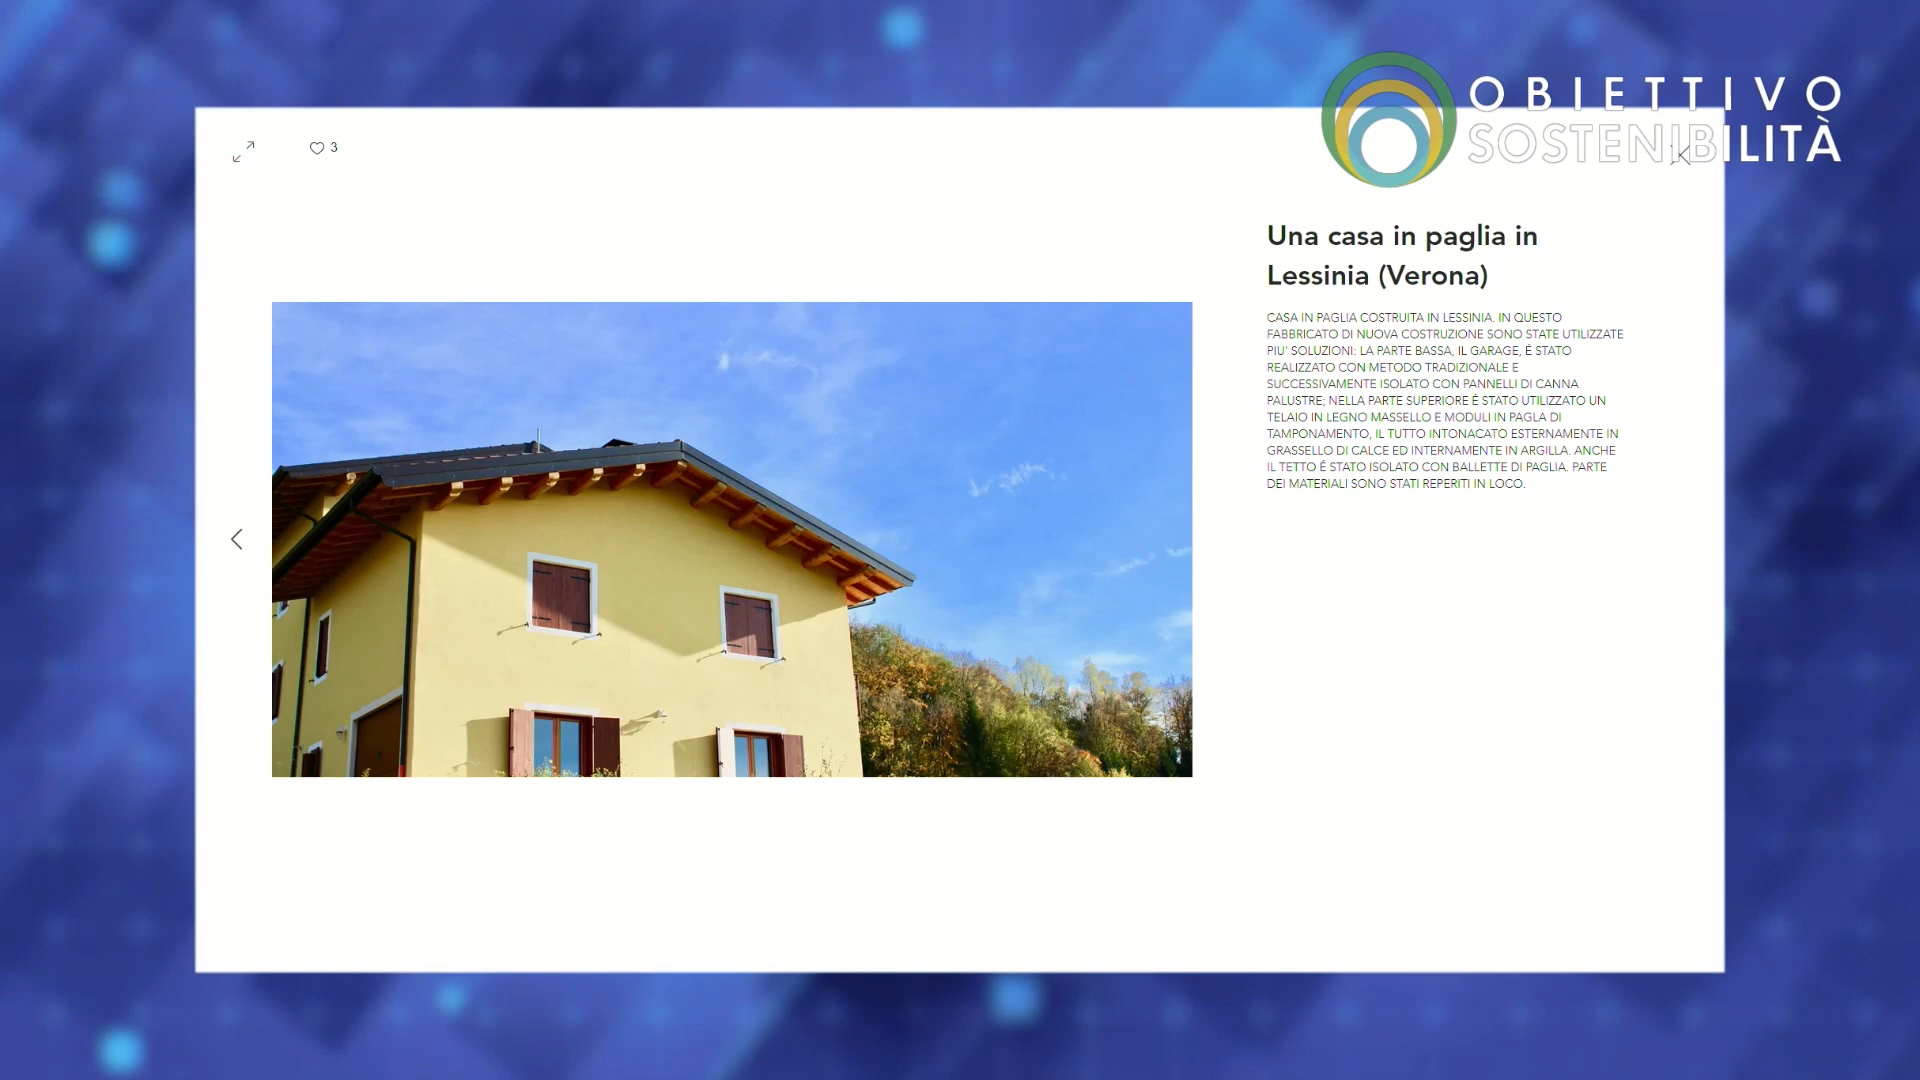 OBIETTIVO
SOSTENIBILITÀ
3
Una casa in paglia in
Lessinia (Verona)
CASA IN PAGLIA COSTRUITA IN LESSINIA. IN QUESTO
FABBRICATO DI NUOVA COSTRUZIONE SONO STATE UTILIZZATE
PIU' SOLUZIONI: LA PARTE BASSA, IL GARAGE, É STATO
REALIZZATO CON METODO TRADIZIONALE E
SUCCESSIVAMENTE ISOLATO CON PANNELLI DI CANNA
PALUSTRE; NELLA PARTE SUPERIORE É STATO UTILIZZATO UN
TELAIO IN LEGNO MASSELLO E MODULI IN PAGLA DI
TAMPONAMENTO, IL TUTTO INTONACATO ESTERNAMENTE IN
GRASSELLO DI CALCE ED INTERNAMENTE IN ARGILLA. ANCHE
IL TETTO É STATO ISOLATO CON BALLETTE DI PAGLIA. PARTE
DEI MATERIALI SONO STATI REPERITI IN LOCO.